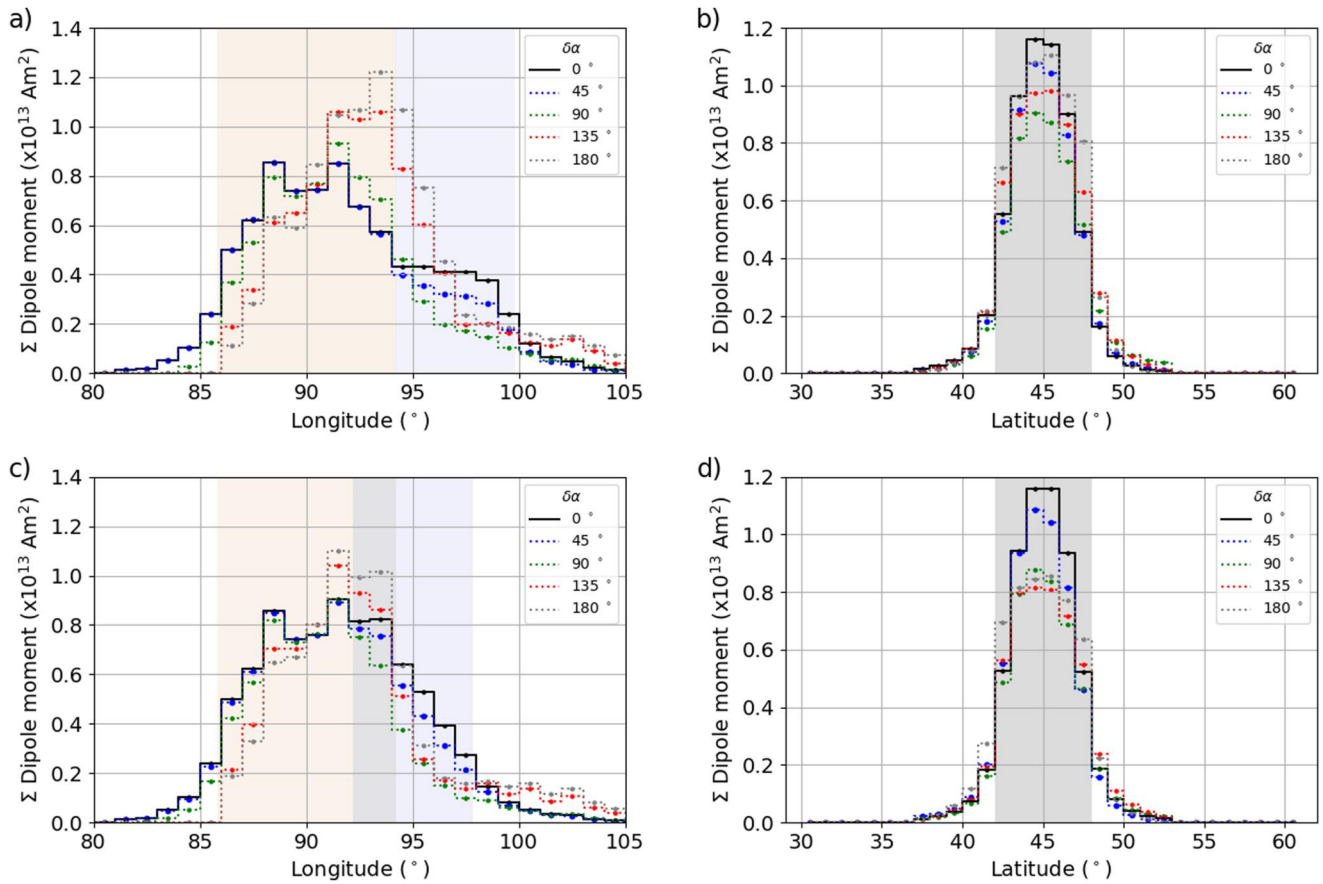 a)
Σ Dipole moment (x10¹³ Am²)
1.4
1.2
1.0
0.8
0.6
0.4
0.2
0.0
80 85 90 95 100 105
Longitude (°)
δα
0 °
45 °
90 °
135 °
180 °
b)
Σ Dipole moment (x10¹³ Am²)
1.2
1.0
0.8
0.6
0.4
0.2
0.0
30 35 40 45 50 55 60
Latitude (°)
δα
0 °
45 °
90 °
135 °
180 °
c)
Σ Dipole moment (x10¹³ Am²)
1.4
1.2
1.0
0.8
0.6
0.4
0.2
0.0
80 85 90 95 100 105
Longitude (°)
δα
0 °
45 °
90 °
135 °
180 °
d)
Σ Dipole moment (x10¹³ Am²)
1.2
1.0
0.8
0.6
0.4
0.2
0.0
30 35 40 45 50 55 60
Latitude (°)
δα
0 °
45 °
90 °
135 °
180 °